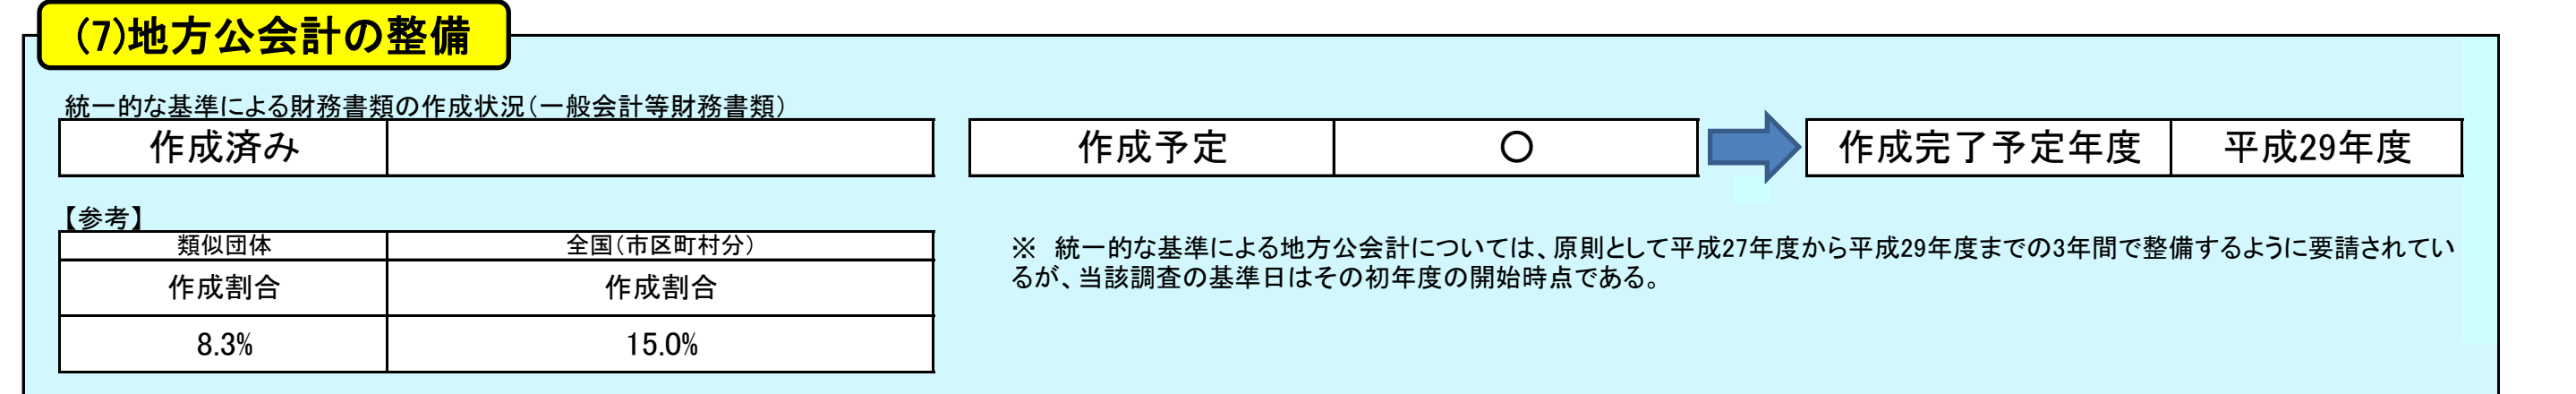 (7)地方公会計の整備
統一的な基準による財務書類の作成状況(一般会計等財務書類)
作成済み
作成予定 〇
作成完了予定年度 平成29年度
【参考】
類似団体 全国(市区町村分)
作成割合 作成割合
8.3% 15.0%
※ 統一的な基準による地方公会計については、原則として平成27年度から平成29年度までの3年間で整備するように要請されてい
るが、当該調査の基準日はその初年度の開始時点である。